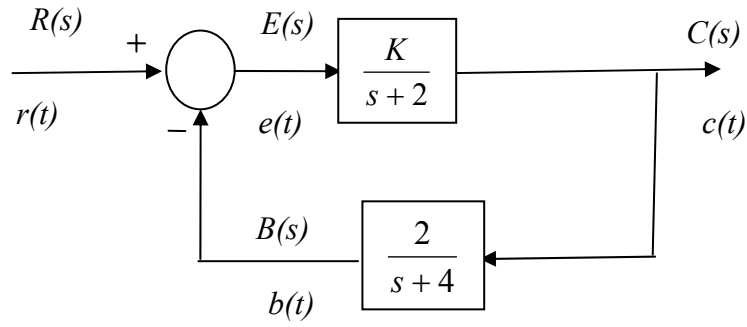 R(s)
+
E(s)
K
s + 2
C(s)
r(t)
−
e(t)
c(t)
B(s)
2
s + 4
b(t)